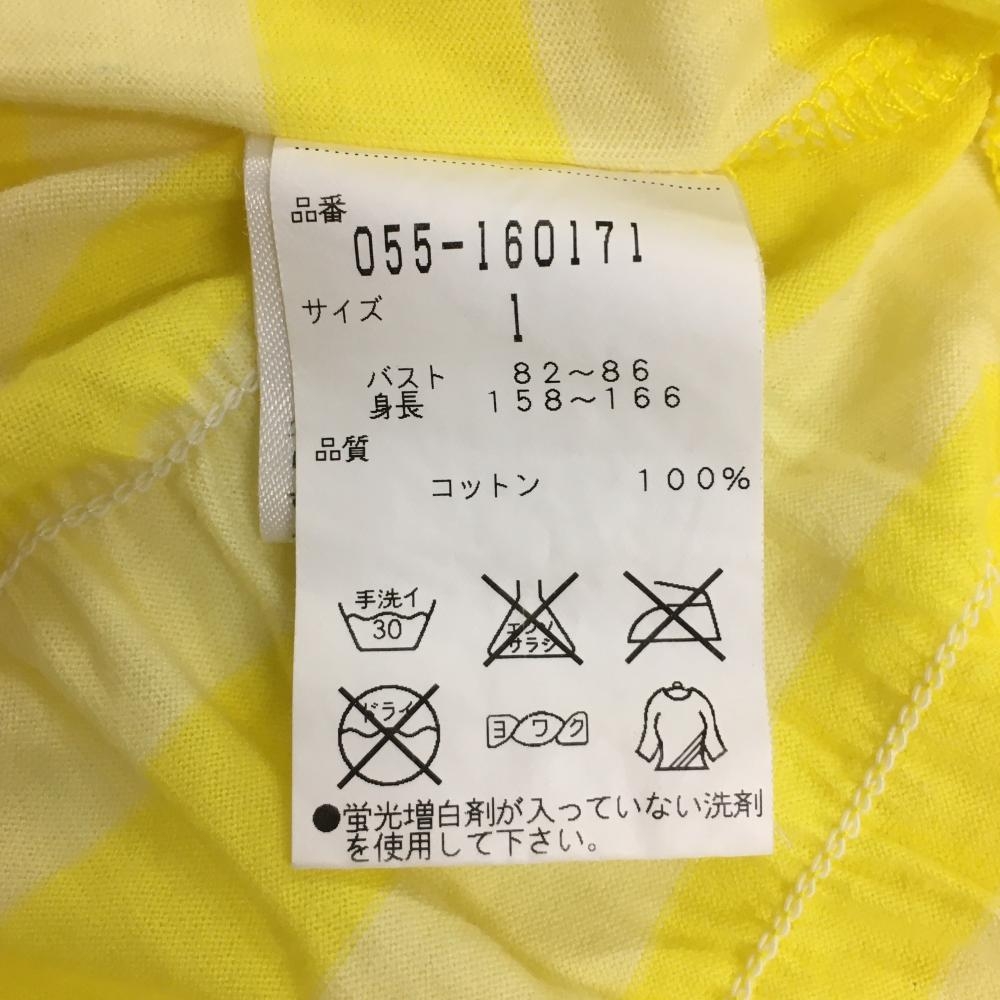 品番
055-160171
サイズ 1
バスト 82～86
身長 158～166
品質
コットン 100%
手洗イ
30
エンソ
サラシ
ドライ
ヨワク
●蛍光増白剤が入っていない洗剤
を使用して下さい。